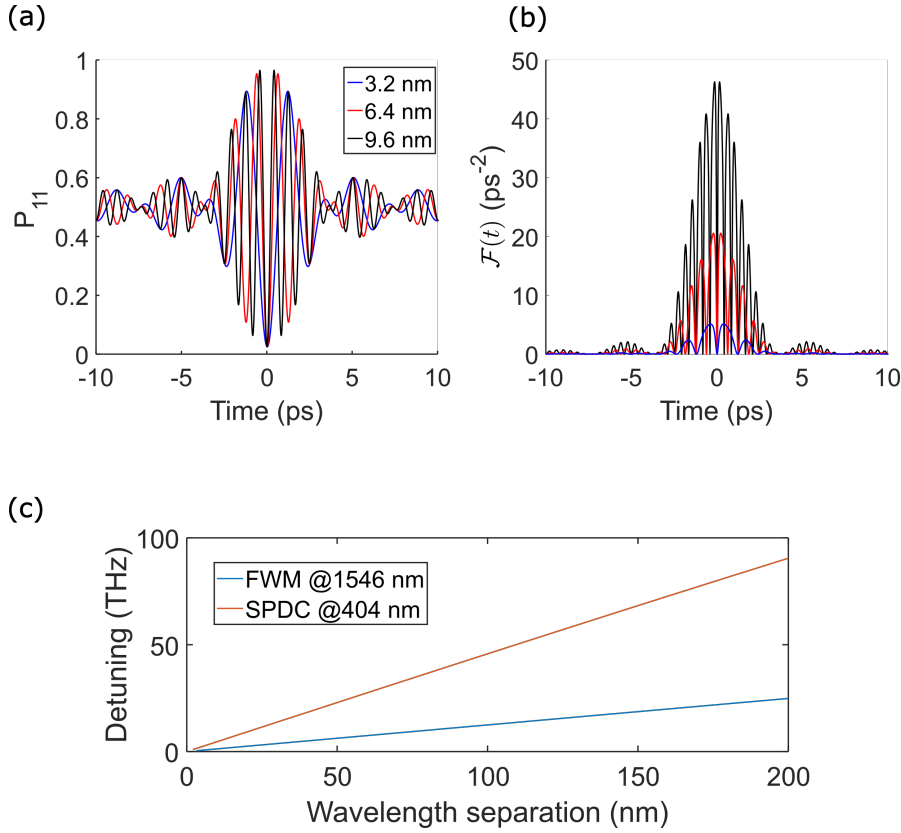 (a)
P11
1
0.8
0.6
0.4
0.2
0
-10
-5
0
5
10
Time (ps)
3.2 nm
6.4 nm
9.6 nm
(b)
ℱ(t) (ps-2)
50
40
30
20
10
0
-10
-5
0
5
10
Time (ps)
(c)
Detuning (THz)
100
50
0
FWM @1546 nm
SPDC @404 nm
0
50
100
150
200
Wavelength separation (nm)